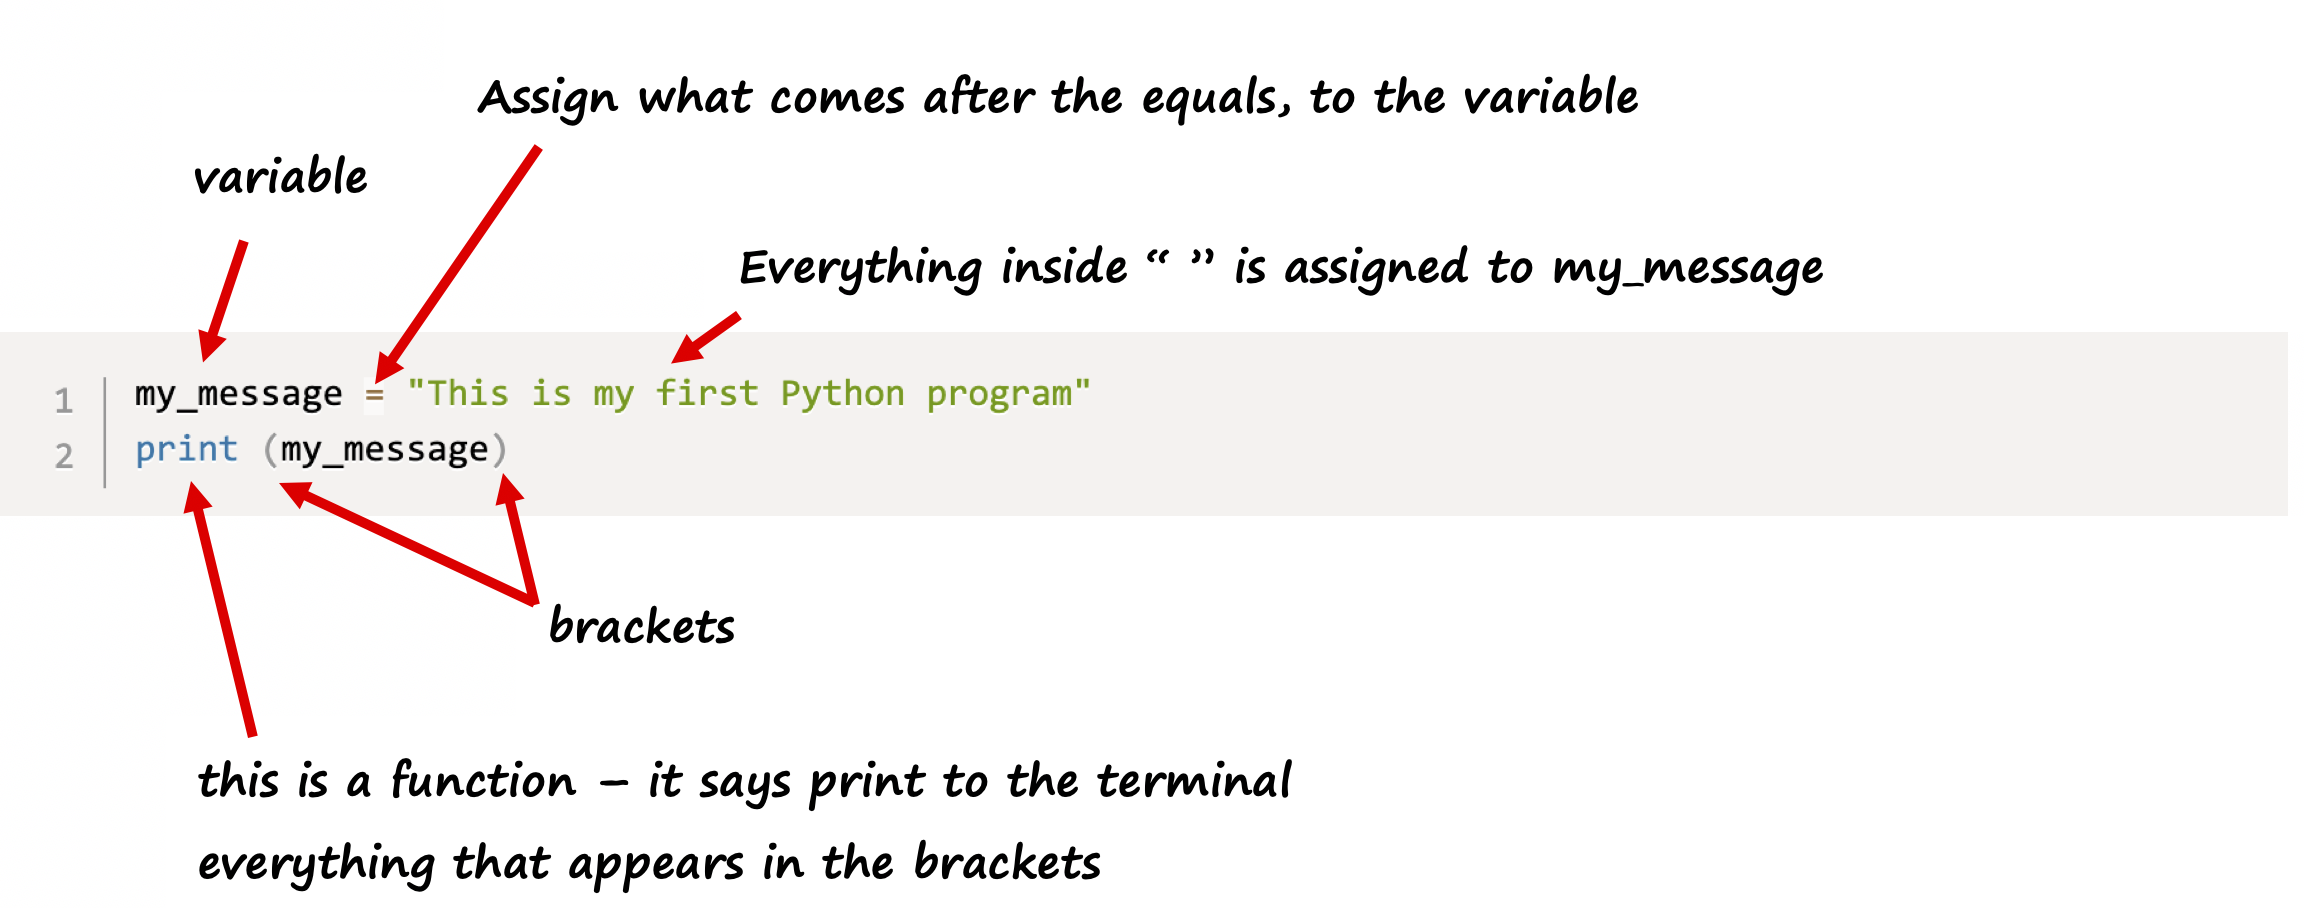 Assign what comes after the equals, to the variable
variable
Everything inside “ ” is assigned to my_message
1 my_message = "This is my first Python program"
2 print (my_message)
brackets
this is a function – it says print to the terminal
everything that appears in the brackets